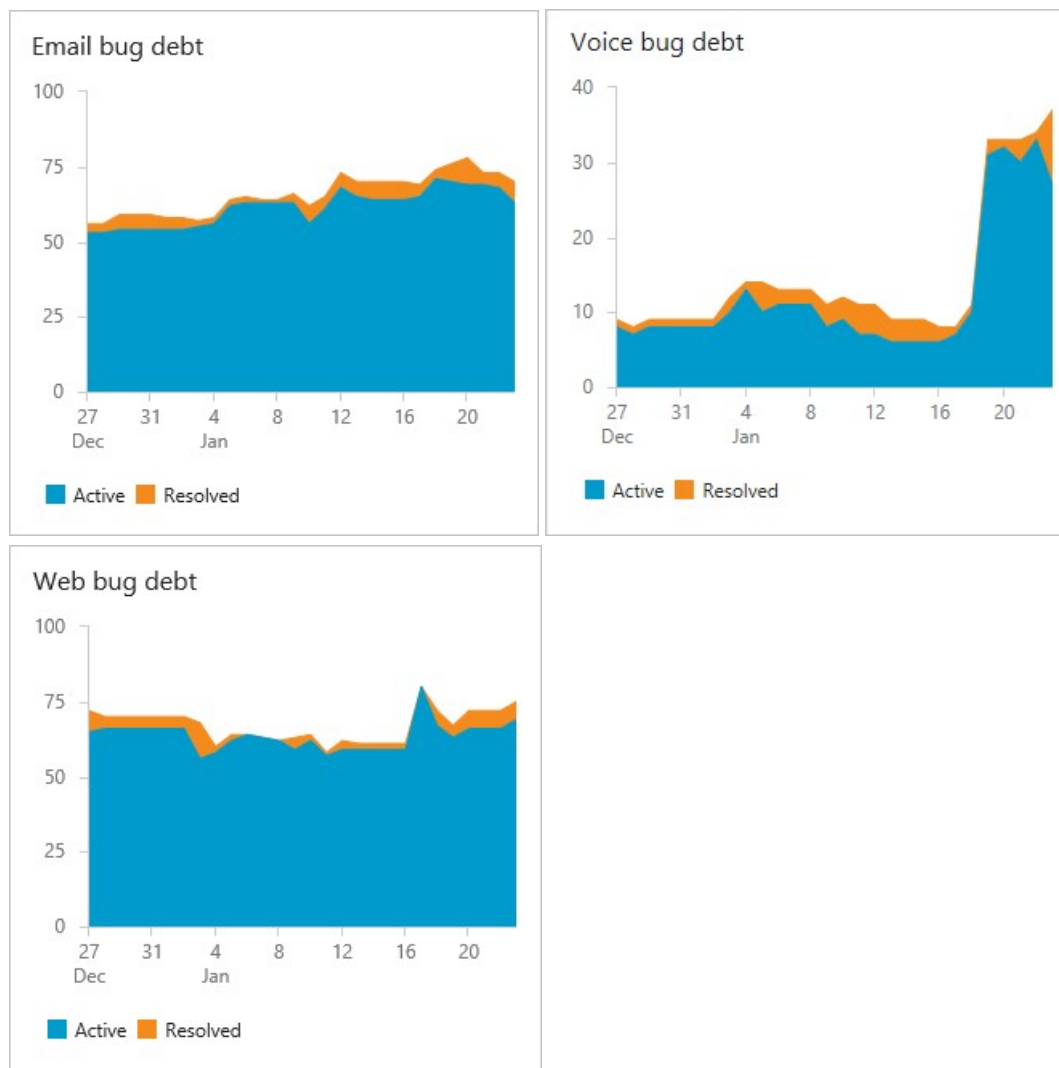 Email bug debt
100
75
50
25
0
27 31 4 8 12 16 20
Dec Jan
Active Resolved
Voice bug debt
40
30
20
10
0
27 31 4 8 12 16 20
Dec Jan
Active Resolved
Web bug debt
100
75
50
25
0
27 31 4 8 12 16 20
Dec Jan
Active Resolved